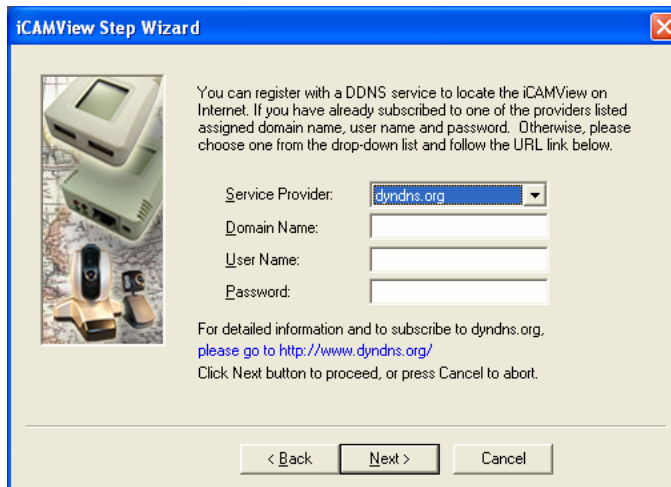 iCAMView Step Wizard
You can register with a DDNS service to locate the iCAMView on
Internet. If you have already subscribed to one of the providers listed
assigned domain name, user name and password.  Otherwise, please
choose one from the drop-down list and follow the URL link below.
Service Provider: dyndns.org
Domain Name:
User Name:
Password:
For detailed information and to subscribe to dyndns.org,
please go to http://www.dyndns.org/
Click Next button to proceed, or press Cancel to abort.
< Back Next > Cancel